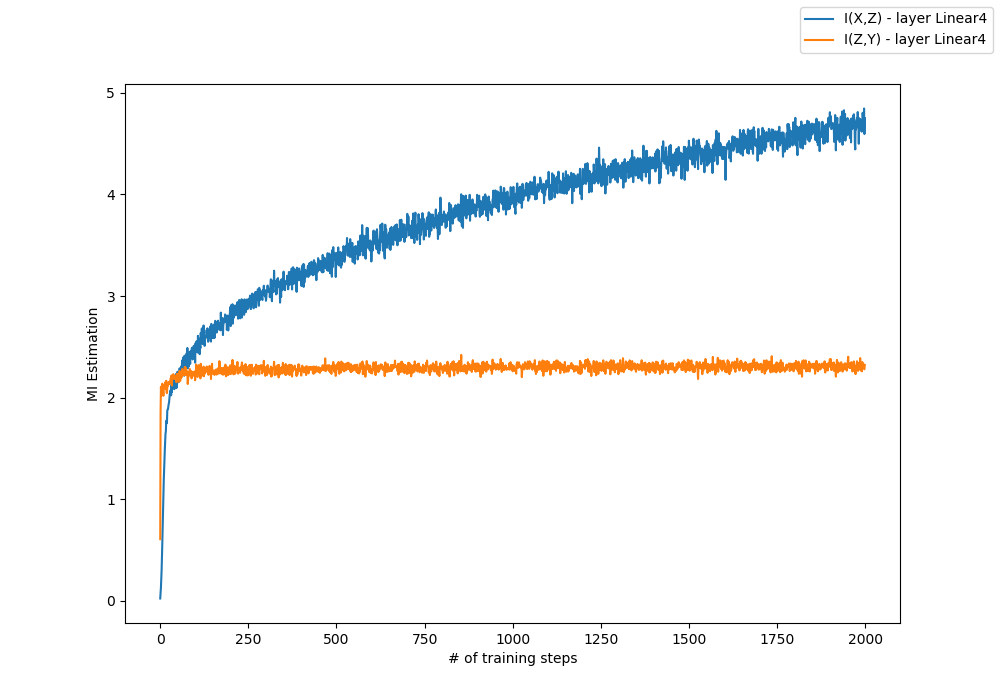 I(X,Z) - layer Linear4
I(Z,Y) - layer Linear4
5
4
3
2
1
0
MI Estimation
0 250 500 750 1000 1250 1500 1750 2000
# of training steps